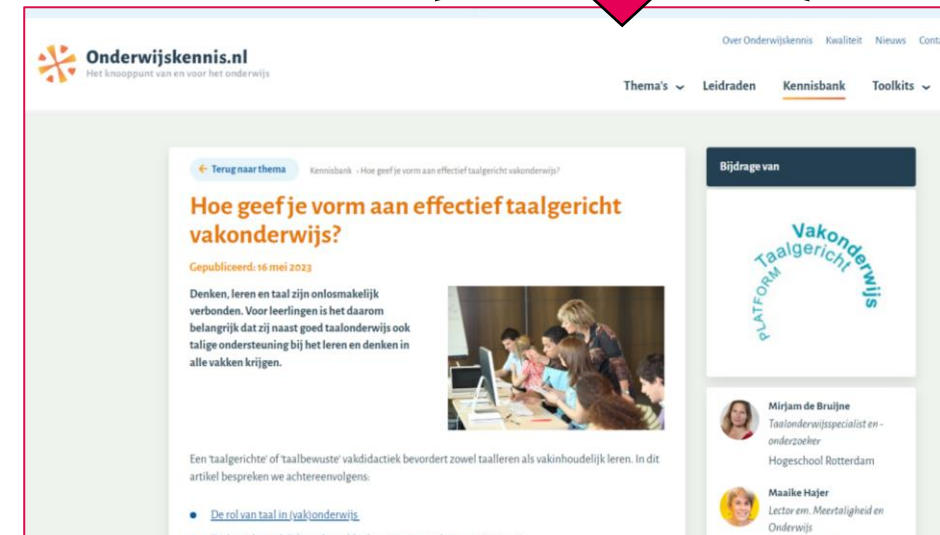 Over Onderwijskennis Kwaliteit Nieuws
Onderwijskennis.nl
Het knooppunt van en voor het onderwijs
Thema's Leidraden Kennisbank Toolkits
← Terug naar thema Kennisbank › Hoe geef je vorm aan effectief taalgericht vakonderwijs?
Hoe geef je vorm aan effectief taalgericht
vakonderwijs?
Gepubliceerd: 16 mei 2023
Denken, leren en taal zijn onlosmakelijk
verbonden. Voor leerlingen is het daarom
belangrijk dat zij naast goed taalonderwijs ook
talige ondersteuning bij het leren en denken in
alle vakken krijgen.
Een 'taalgerichte' of 'taalbewuste' vakdidactiek bevordert zowel taalleren als vakinhoudelijk leren. In dit
artikel bespreken we achtereenvolgens:
De rol van taal in (vak)onderwijs
Bijdrage van
PLATFORM
Taalgericht
Vakonderwijs
Mirjam de Bruijne
Taalonderwijsspecialist en -
onderzoeker
Hogeschool Rotterdam
Maaike Hajer
Lector em. Meertaligheid en
Onderwijs